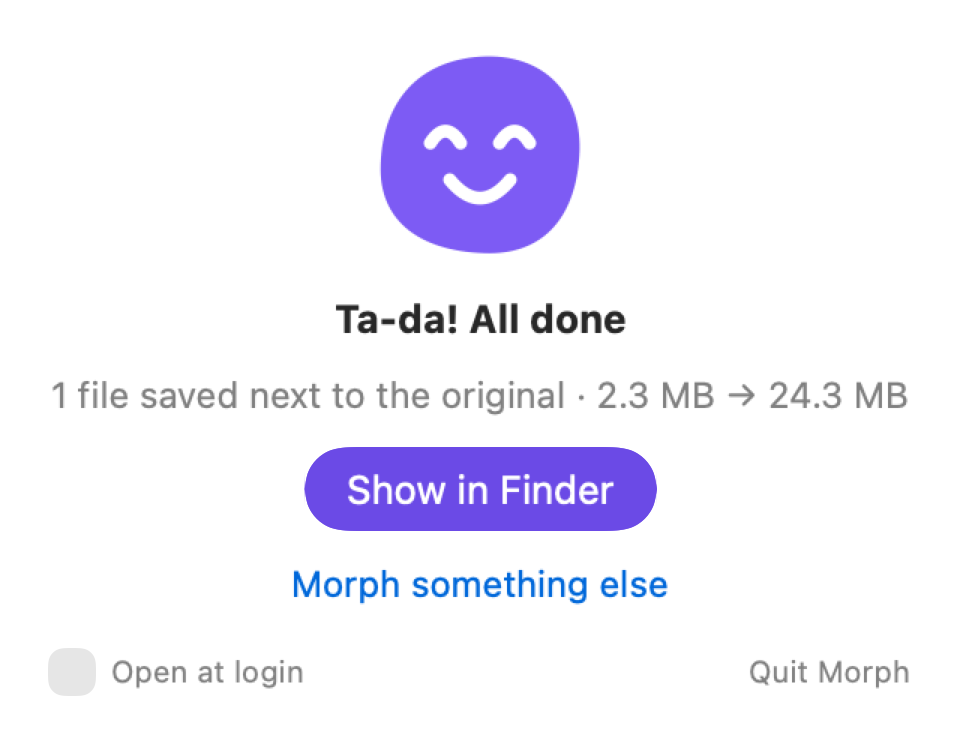 Ta-da! All done
1 file saved next to the original · 2.3 MB → 24.3 MB
Show in Finder
Morph something else
Open at login
Quit Morph